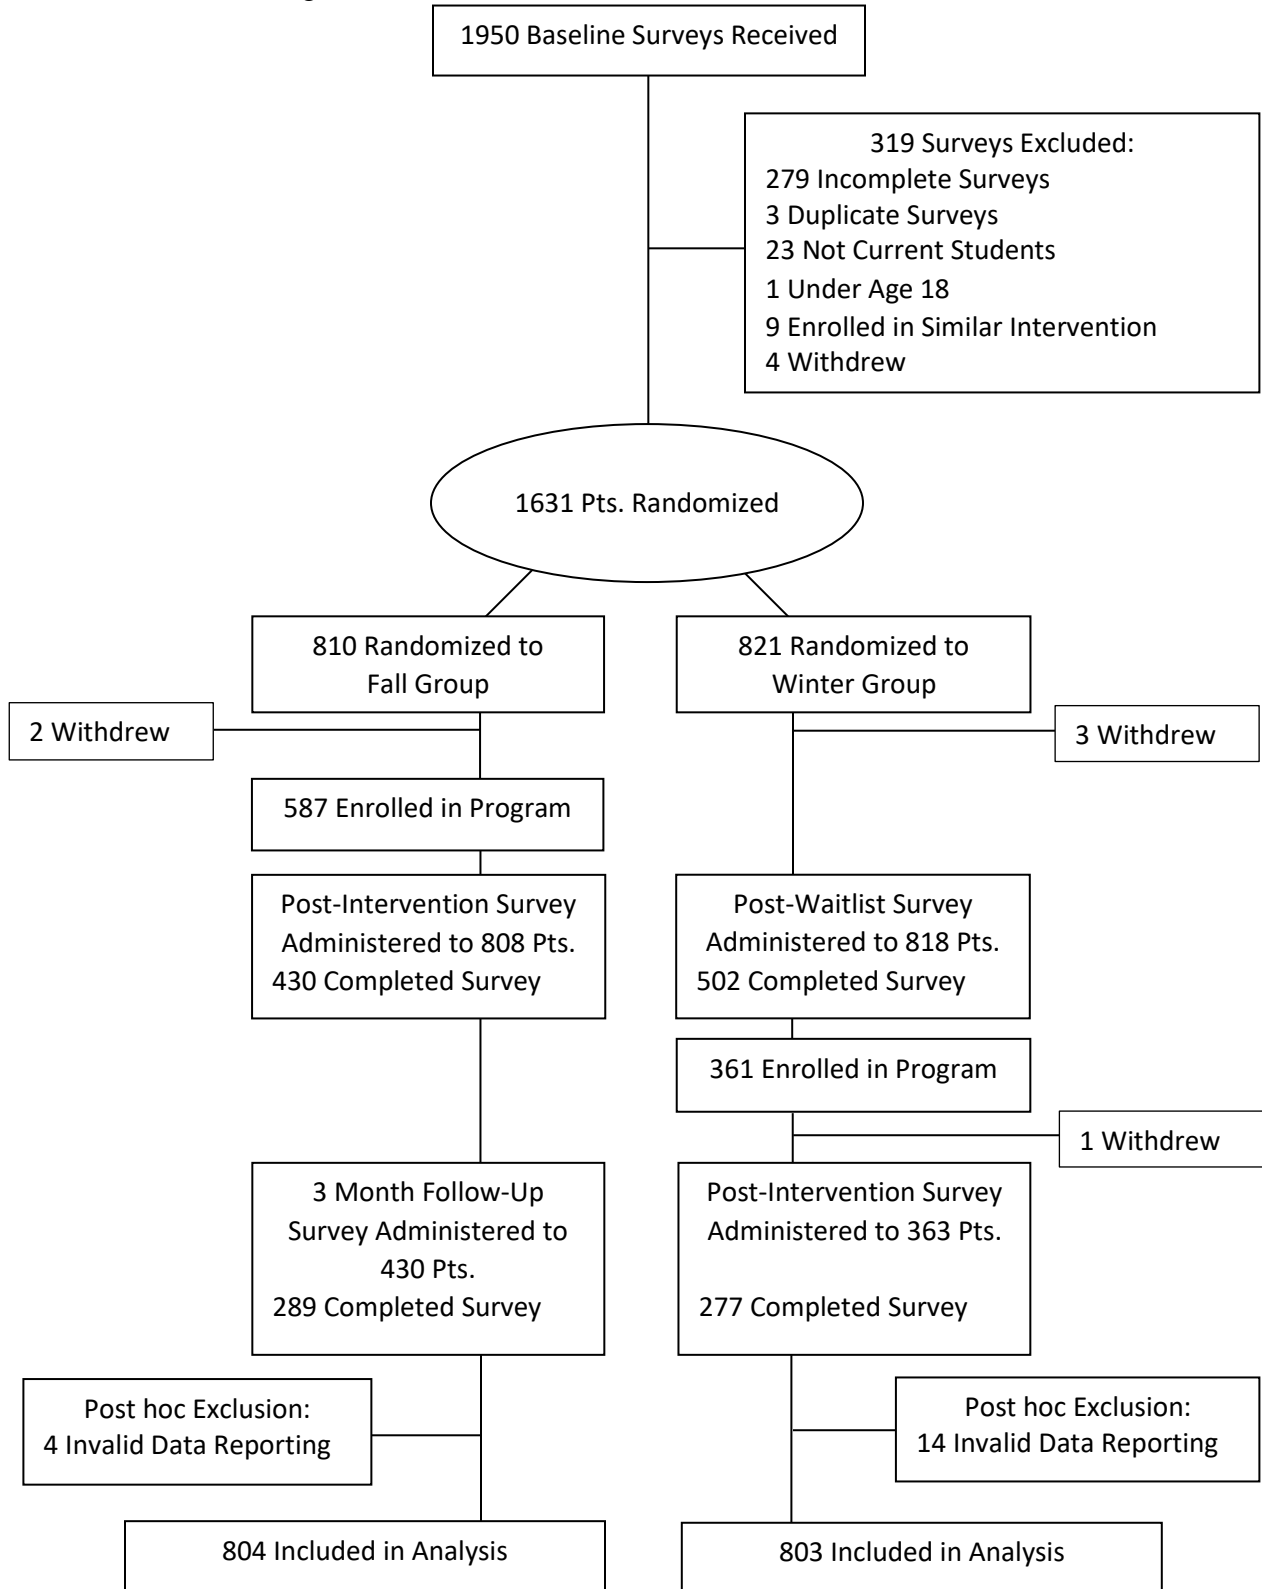 1950 Baseline Surveys Received
319 Surveys Excluded:
279 Incomplete Surveys
3 Duplicate Surveys
23 Not Current Students
1 Under Age 18
9 Enrolled in Similar Intervention
4 Withdrew
1631 Pts. Randomized
810 Randomized to
Fall Group
821 Randomized to
Winter Group
2 Withdrew
3 Withdrew
587 Enrolled in Program
Post-Intervention Survey
Administered to 808 Pts.
430 Completed Survey
Post-Waitlist Survey
Administered to 818 Pts.
502 Completed Survey
361 Enrolled in Program
1 Withdrew
3 Month Follow-Up
Survey Administered to
430 Pts.
289 Completed Survey
Post-Intervention Survey
Administered to 363 Pts.
277 Completed Survey
Post hoc Exclusion:
4 Invalid Data Reporting
Post hoc Exclusion:
14 Invalid Data Reporting
804 Included in Analysis
803 Included in Analysis